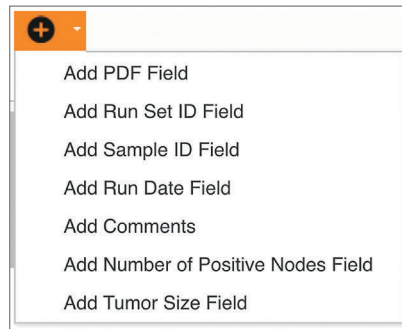 Add PDF Field
Add Run Set ID Field
Add Sample ID Field
Add Run Date Field
Add Comments
Add Number of Positive Nodes Field
Add Tumor Size Field